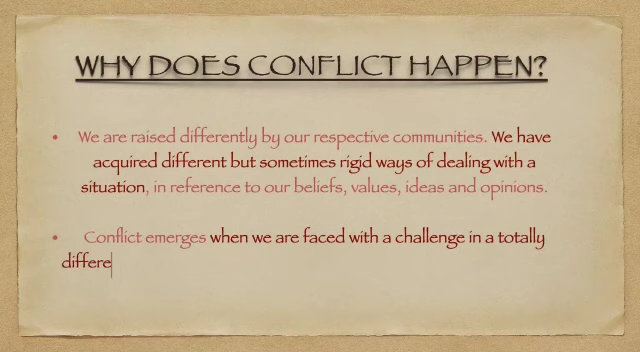 WHY DOES CONFLICT HAPPEN?
• We are raised differently by our respective communities. We have
acquired different but sometimes rigid ways of dealing with a
situation, in reference to our beliefs, values, ideas and opinions.
• Conflict emerges when we are faced with a challenge in a totally
differe